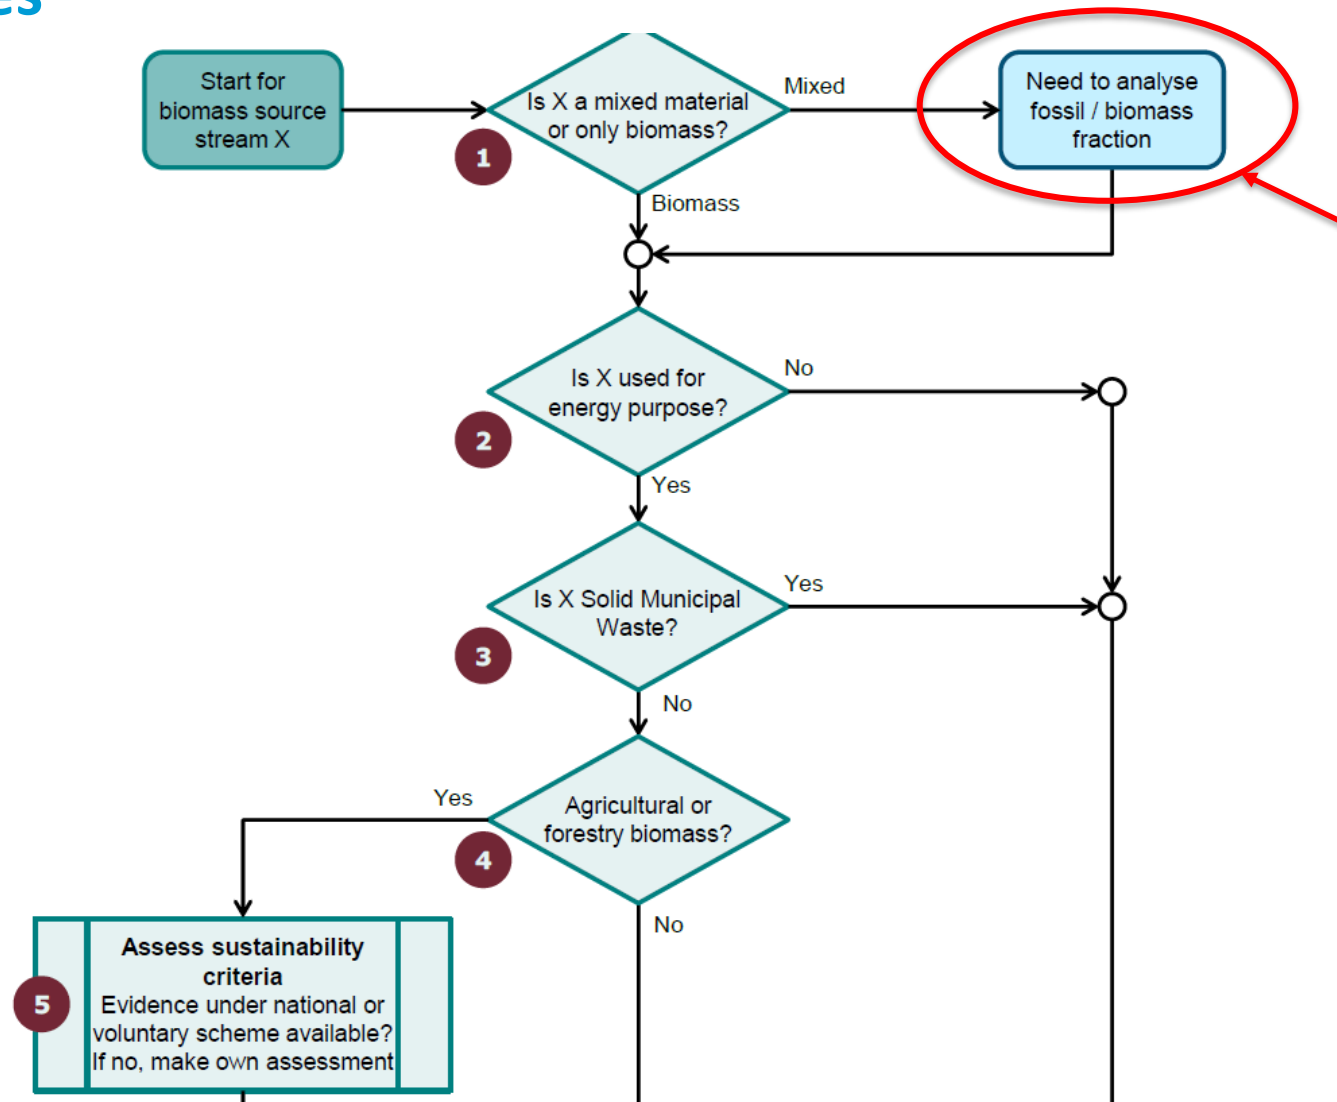 es
Start for
biomass source
stream X
Is X a mixed material
or only biomass?
Mixed
Need to analyse
fossil / biomass
fraction
1
Biomass
Is X used for
energy purpose?
No
2
Yes
Is X Solid Municipal
Waste?
Yes
3
No
Agricultural or
forestry biomass?
Yes
4
No
Assess sustainability
criteria
Evidence under national or
voluntary scheme available?
If no, make own assessment
5